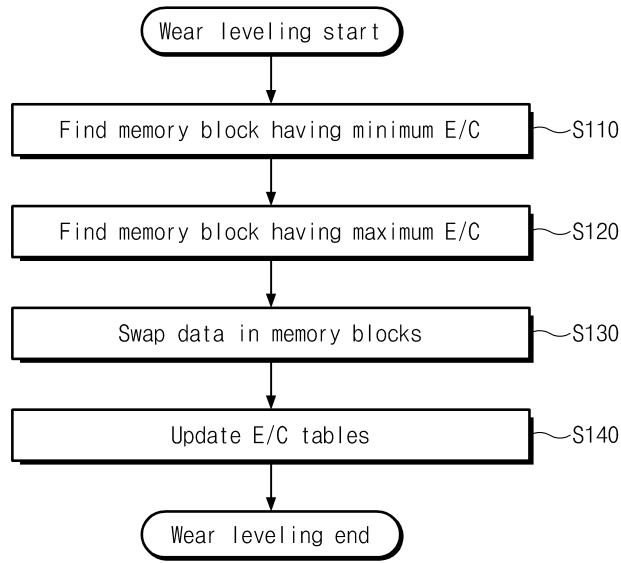 Wear leveling start
Find memory block having minimum E/C
S110
Find memory block having maximum E/C
S120
Swap data in memory blocks
S130
Update E/C tables
S140
Wear leveling end